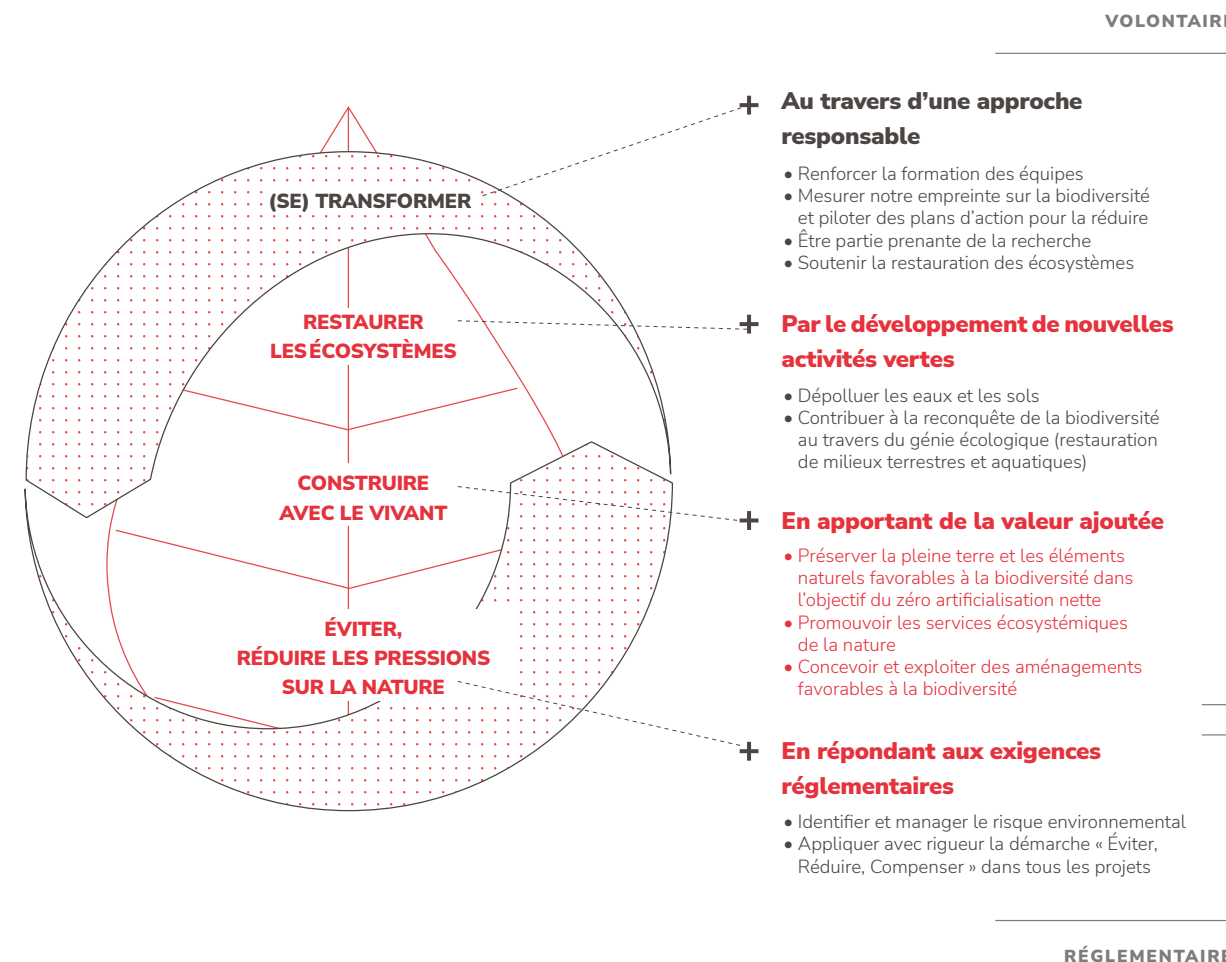 VOLONTAIRE
(SE) TRANSFORMER
RESTAURER
LES ÉCOSYSTÈMES
CONSTRUIRE
AVEC LE VIVANT
ÉVITER,
RÉDUIRE LES PRESSIONS
SUR LA NATURE
+ Au travers d’une approche
responsable
• Renforcer la formation des équipes
• Mesurer notre empreinte sur la biodiversité
et piloter des plans d’action pour la réduire
• Être partie prenante de la recherche
• Soutenir la restauration des écosystèmes
+ Par le développement de nouvelles
activités vertes
• Dépolluer les eaux et les sols
• Contribuer à la reconquête de la biodiversité
au travers du génie écologique (restauration
de milieux terrestres et aquatiques)
+ En apportant de la valeur ajoutée
• Préserver la pleine terre et les éléments
naturels favorables à la biodiversité dans
l’objectif du zéro artificialisation nette
• Promouvoir les services écosystémiques
de la nature
• Concevoir et exploiter des aménagements
favorables à la biodiversité
+ En répondant aux exigences
réglementaires
• Identifier et manager le risque environnemental
• Appliquer avec rigueur la démarche « Éviter,
Réduire, Compenser » dans tous les projets
RÉGLEMENTAIRE